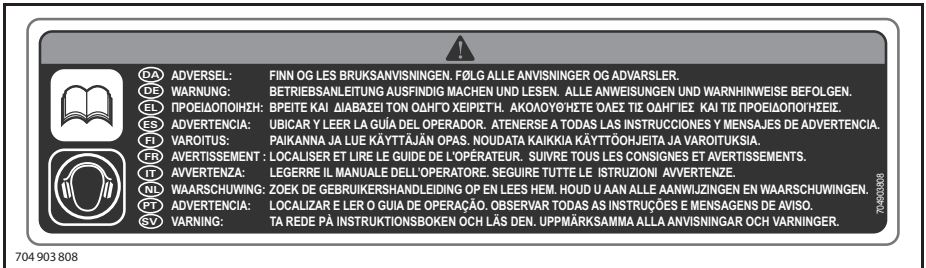 DA ADVERSEL: FINN OG LES BRUKSANVISNINGEN. FØLG ALLE ANVISNINGER OG ADVARSLER.
DE WARNUNG: BETRIEBSANLEITUNG AUSFINDIG MACHEN UND LESEN. ALLE ANWEISUNGEN UND WARNHINWEISE BEFOLGEN.
EL ΠΡΟΕΙΔΟΠΟΙΗΣΗ: ΒΡΕΙΤΕ ΚΑΙ ΔΙΑΒΆΣΕΙ ΤΟΝ ΟΔΗΓΌ ΧΕΙΡΙΣΤΉ. ΑΚΟΛΟΥΘΉΣΤΕ ΌΛΕΣ ΤΙΣ ΟΔΗΓΊΕΣ ΚΑΙ ΤΙΣ ΠΡΟΕΙΔΟΠΟΙΉΣΕΙΣ.
ES ADVERTENCIA: UBICAR Y LEER LA GUÍA DEL OPERADOR. ATENERSE A TODAS LAS INSTRUCCIONES Y MENSAJES DE ADVERTENCIA.
FI VAROITUS: PAIKANNA JA LUE KÄYTTÄJÄN OPAS. NOUDATA KAIKKIA KÄYTTÖOHJEITA JA VAROITUKSIA.
FR AVERTISSEMENT : LOCALISER ET LIRE LE GUIDE DE L'OPÉRATEUR. SUIVRE TOUS LES CONSIGNES ET AVERTISSEMENTS.
IT AVVERTENZA: LEGERRE IL MANUALE DELL'OPERATORE. SEGUIRE TUTTE LE ISTRUZIONI AVVERTENZE.
NL WAARSCHUWING: ZOEK DE GEBRUIKERSHANDLEIDING OP EN LEES HEM. HOUD U AAN ALLE AANWIJZINGEN EN WAARSCHUWINGEN.
PT ADVERTENCIA: LOCALIZAR E LER O GUIA DE OPERAÇÃO. OBSERVAR TODAS AS INSTRUÇÕES E MENSAGENS DE AVISO.
SV VARNING: TA REDE PÅ INSTRUKTIONSBOKEN OCH LÄS DEN. UPPMÄRKSAMMA ALLA ANVISNINGAR OCH VARNINGER.
704903808
704 903 808